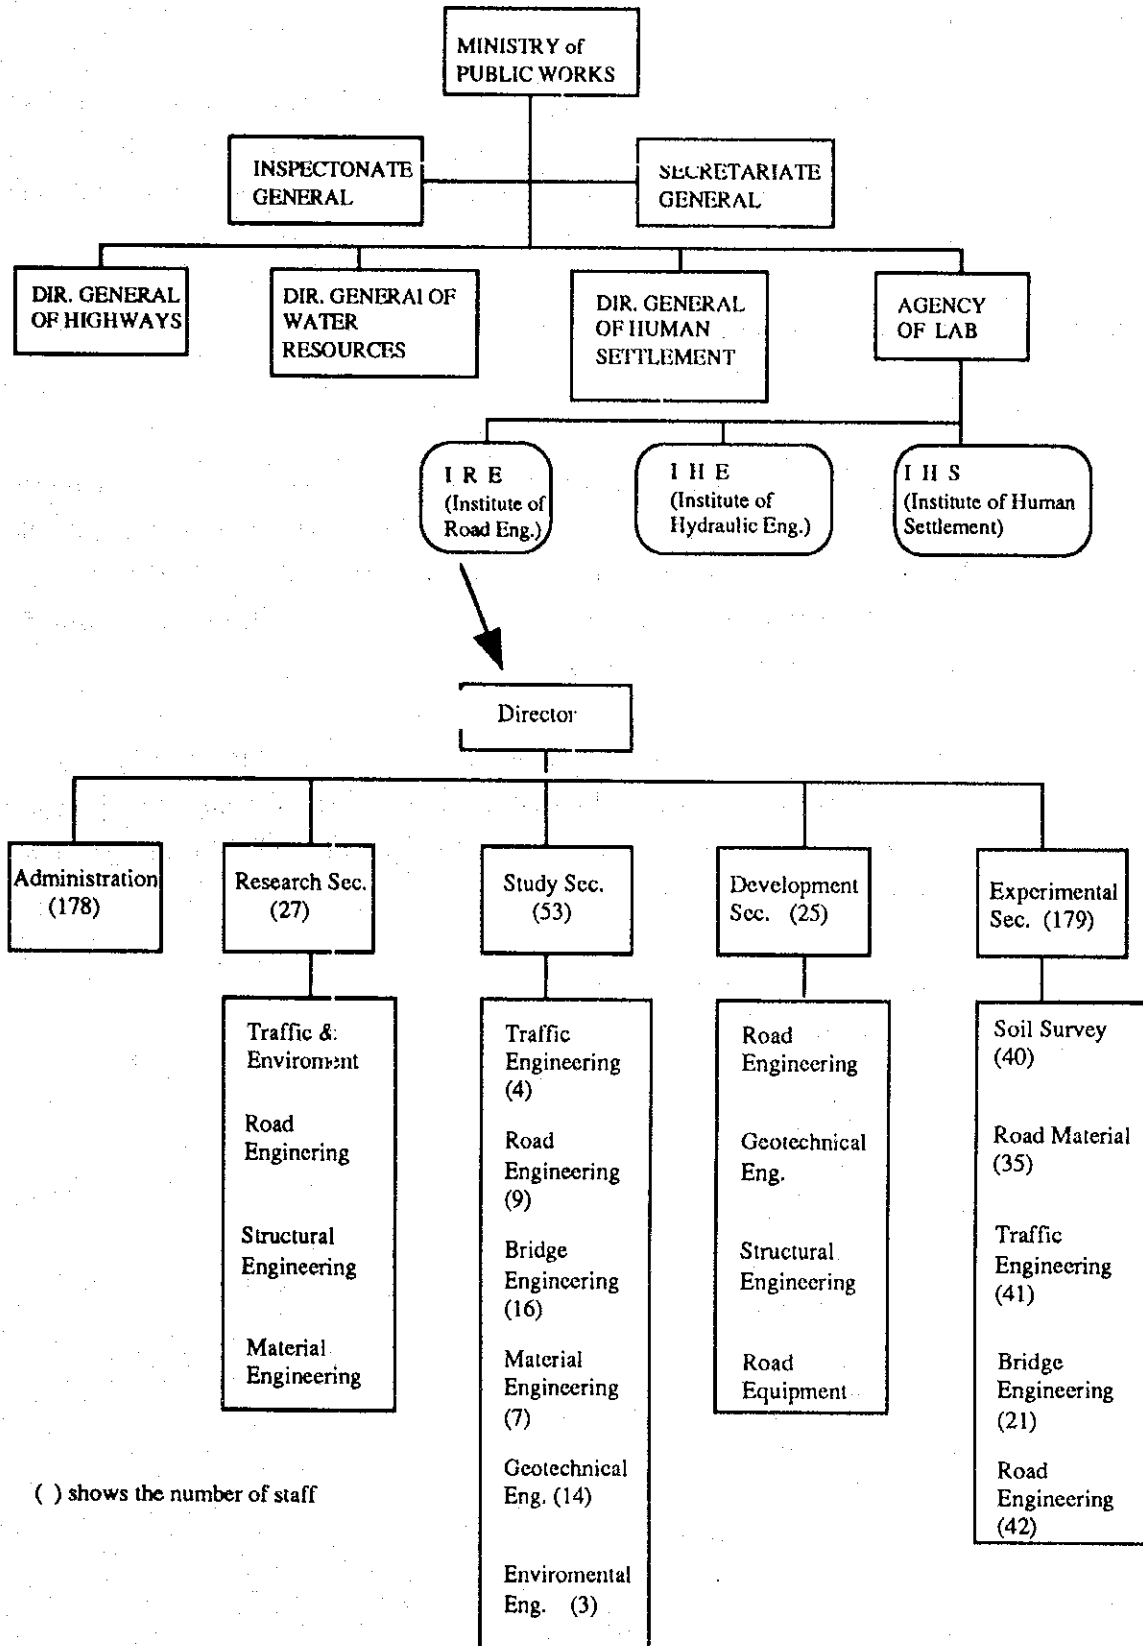 MINISTRY of
PUBLIC WORKS
INSPECTONATE
GENERAL
SECRETARIATE
GENERAL
DIR. GENERAL
OF HIGHWAYS
DIR. GENERAl OF
WATER
RESOURCES
DIR. GENERAL
OF HUMAN
SETTLEMENT
AGENCY
OF LAB
I R E
(Institute of
Road Eng.)
I H E
(Institute of
Hydraulic Eng.)
I H S
(Institute of Human
Settlement)
Director
Administration
(178)
Research Sec.
(27)
Study Sec.
(53)
Development
Sec. (25)
Experimental
Sec. (179)
Traffic &
Enviroment
Road
Enginering
Structural
Engineering
Material
Engineering
Traffic
Engineering
(4)
Road
Engineering
(9)
Bridge
Engineering
(16)
Material
Engineering
(7)
Geotechnical
Eng. (14)
Enviromental
Eng. (3)
Road
Engineering
Geotechnical
Eng.
Structural
Engineering
Road
Equipment
Soil Survey
(40)
Road Material
(35)
Traffic
Engineering
(41)
Bridge
Engineering
(21)
Road
Engineering
(42)
( ) shows the number of staff